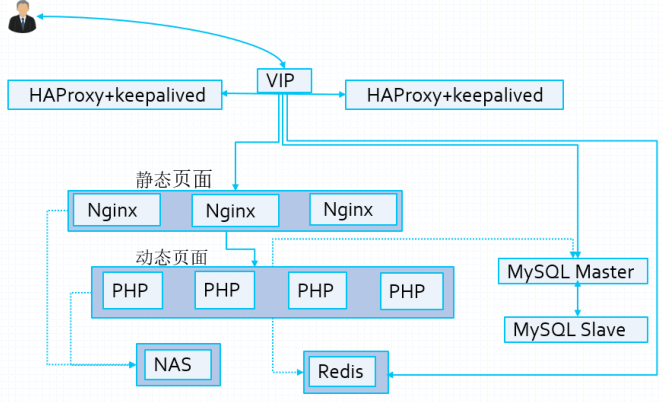 VIP
HAProxy+keepalived
HAProxy+keepalived
静态页面
Nginx
Nginx
Nginx
动态页面
PHP
PHP
PHP
PHP
MySQL Master
MySQL Slave
NAS
Redis